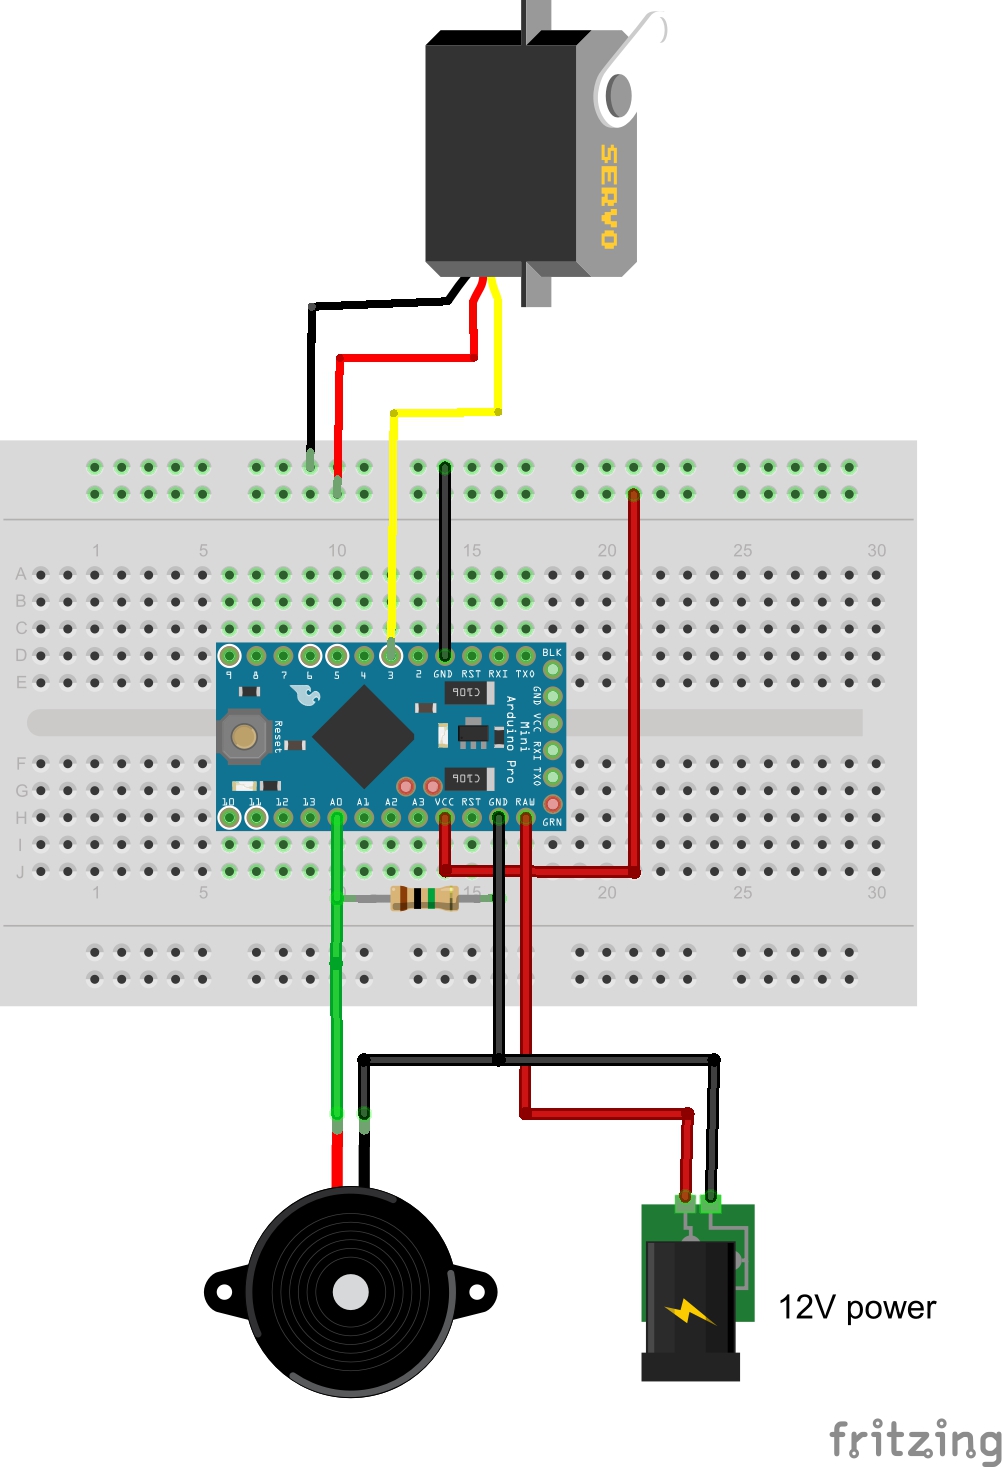 SERVO
1 5 10 15 20 25 30
A
B
C
D
E
BLK
9 8 7 6 5 4 3 2 GND RST RXI TXO
GND VCC RXI TXO
Reset
Arduino Pro
Mini
F
G
H
I
J
10 11 12 13 A0 A1 A2 A3 VCC RST GND RAW
GRN
1 5 10 15 20 25 30
12V power
fritzing